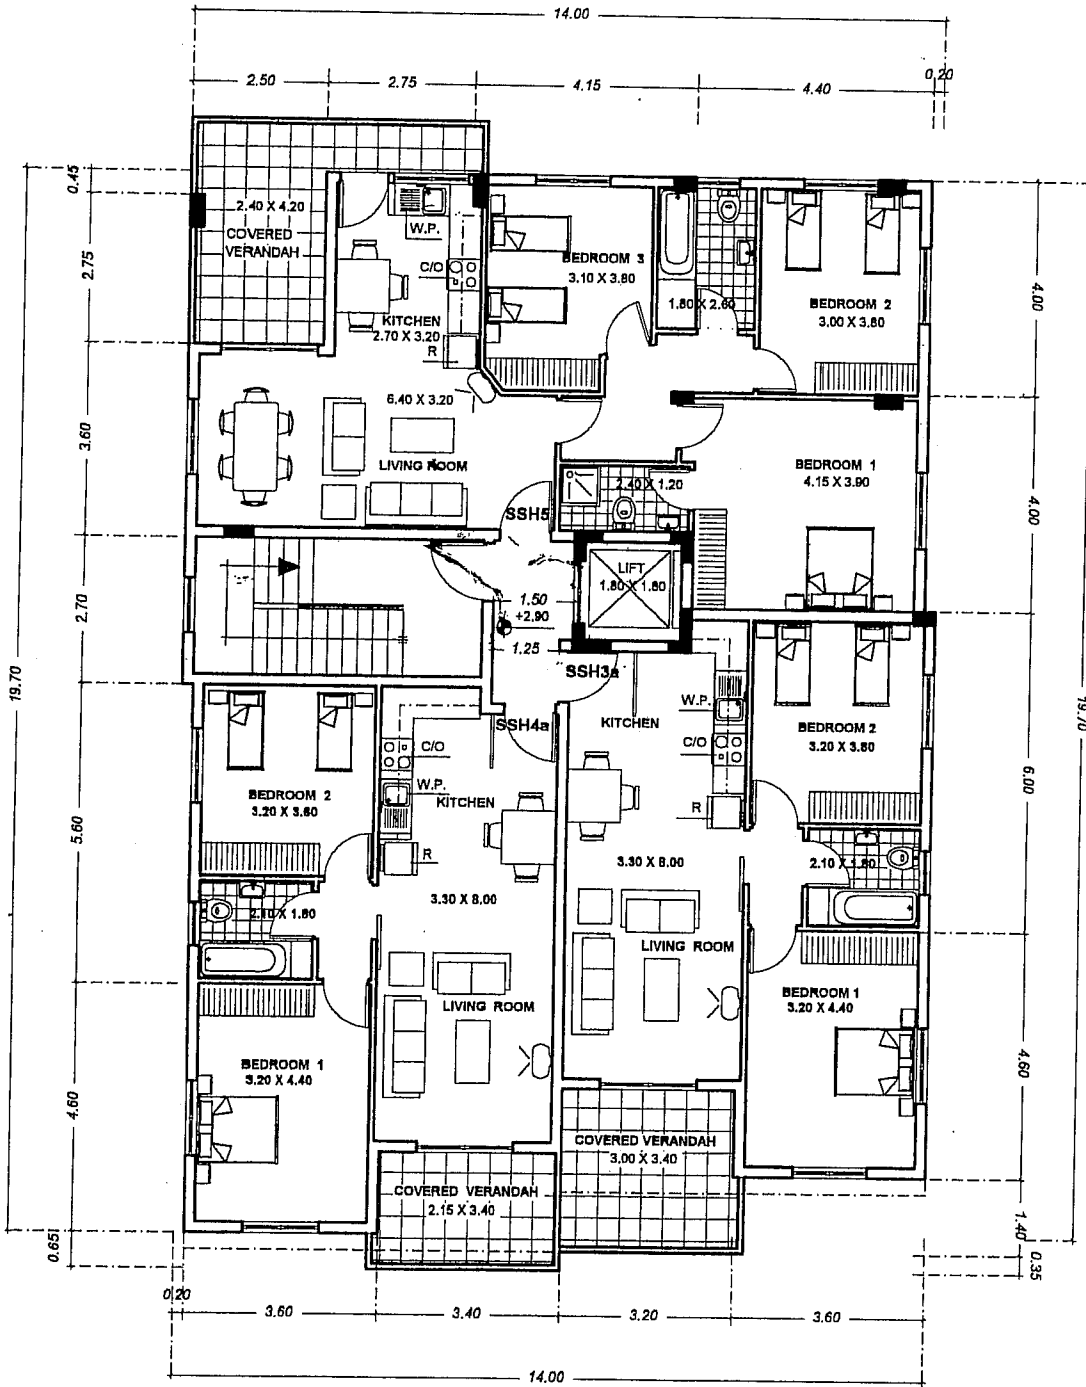 14.00
2.50
2.75
4.15
4.40
0.20
0.45
2.75
3.60
2.70
19.70
5.60
4.60
0.65
4.00
4.00
19.70
6.00
4.60
1.40
0.35
2.40 X 4.20
COVERED
VERANDAH
W.P.
C/O
KITCHEN
2.70 X 3.20
R
BEDROOM 3
3.10 X 3.80
1.80 X 2.60
BEDROOM 2
3.00 X 3.80
6.40 X 3.20
LIVING ROOM
BEDROOM 1
4.15 X 3.90
2.40 X 1.20
SSH5
LIFT
1.80 X 1.80
1.50
+2.90
1.25
SSH3a
SSH4a
W.P.
KITCHEN
C/O
R
BEDROOM 2
3.20 X 3.80
C/O
W.P.
KITCHEN
R
BEDROOM 2
3.20 X 3.60
3.30 X 8.00
2.10 X 1.80
3.30 X 8.00
2.10 X 1.80
LIVING ROOM
LIVING ROOM
BEDROOM 1
3.20 X 4.40
BEDROOM 1
3.20 X 4.40
COVERED VERANDAH
3.00 X 3.40
COVERED VERANDAH
2.15 X 3.40
0.20
3.60
3.40
3.20
3.60
14.00